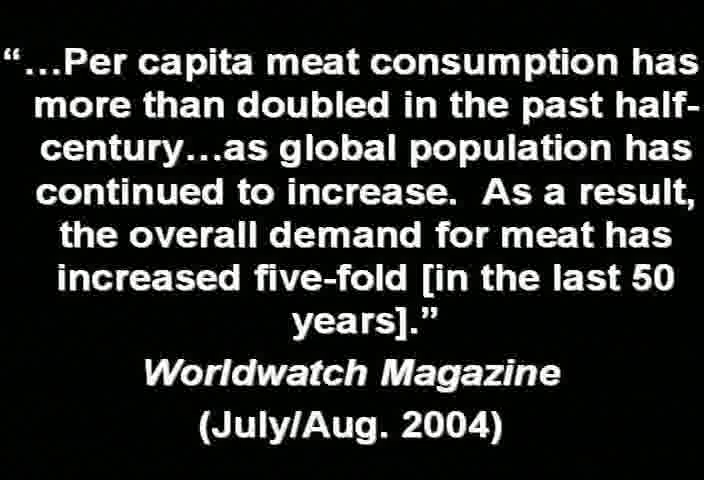 “…Per capita meat consumption has
more than doubled in the past half-
century…as global population has
continued to increase.  As a result,
the overall demand for meat has
increased five-fold [in the last 50
years].”
Worldwatch Magazine
(July/Aug. 2004)